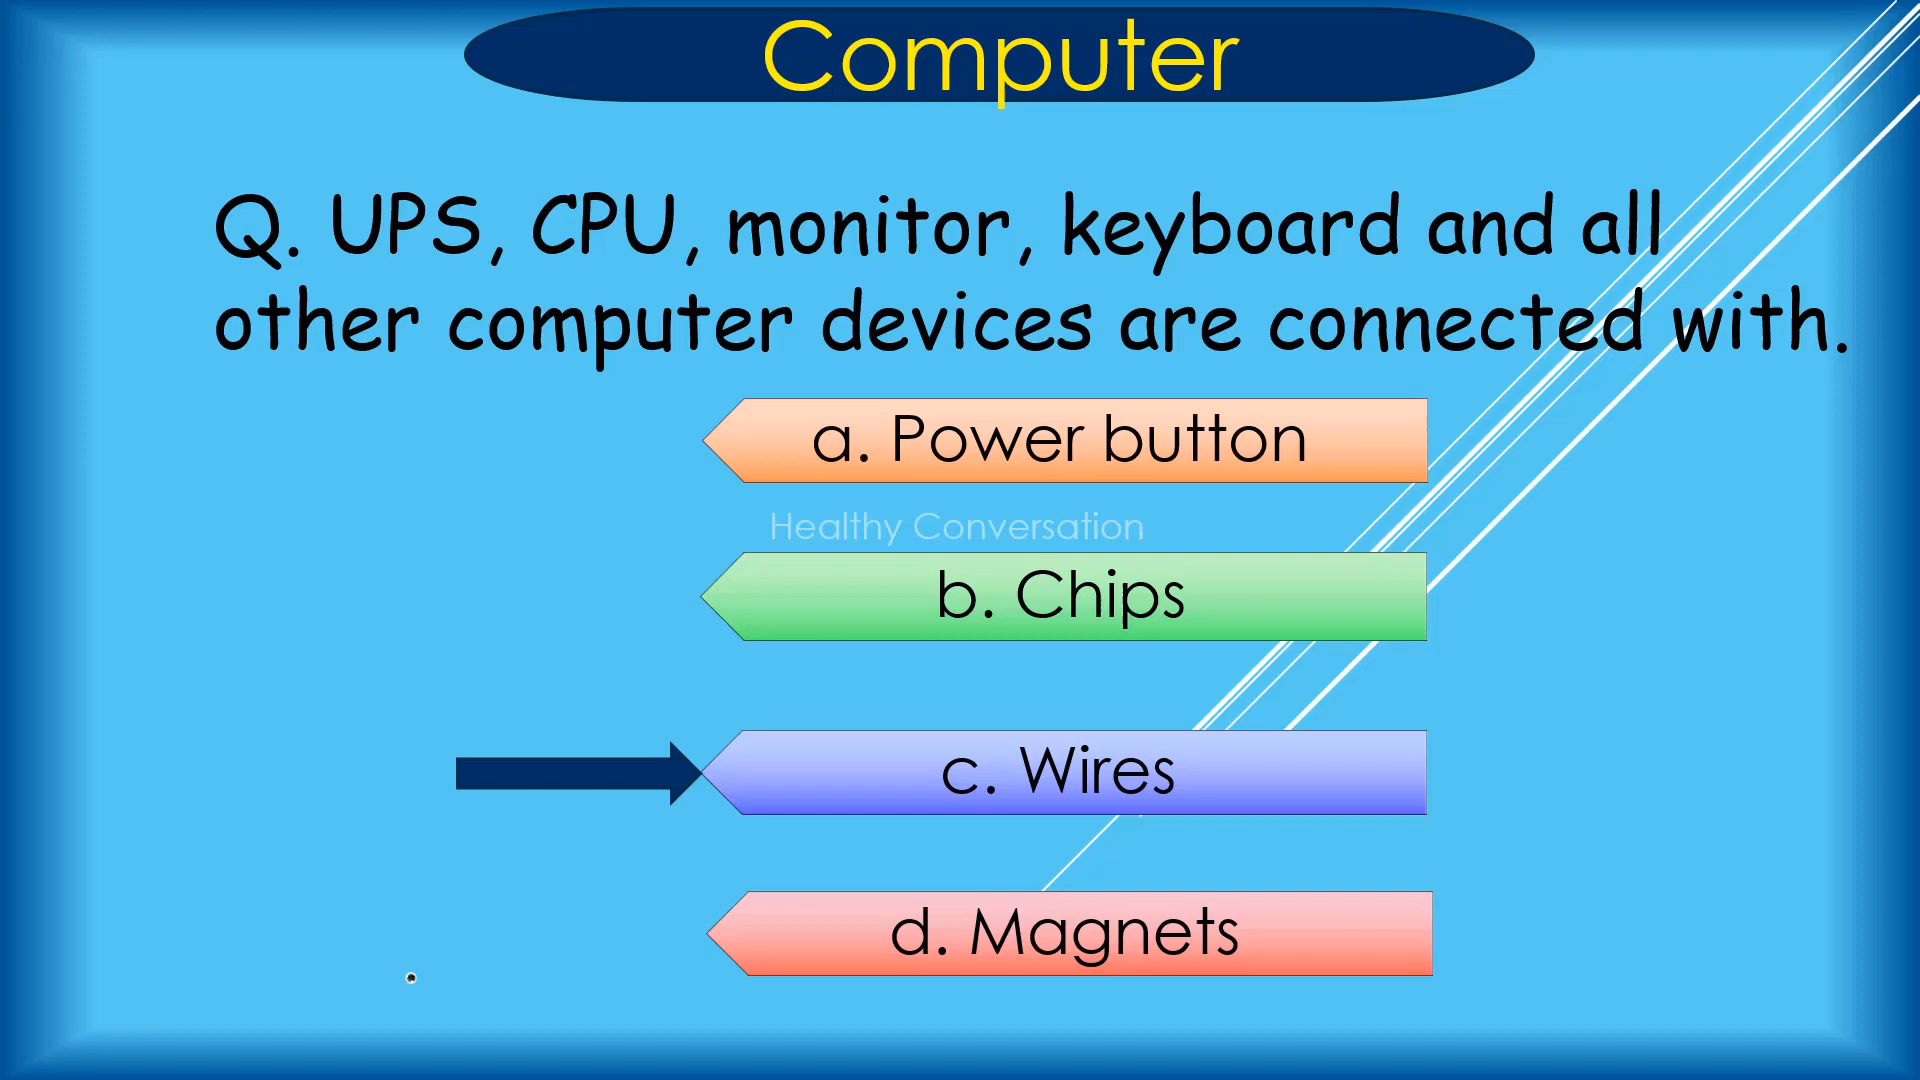 Computer
Q. UPS, CPU, monitor, keyboard and all
other computer devices are connected with.
a. Power button
Healthy Conversation
b. Chips
c. Wires
d. Magnets